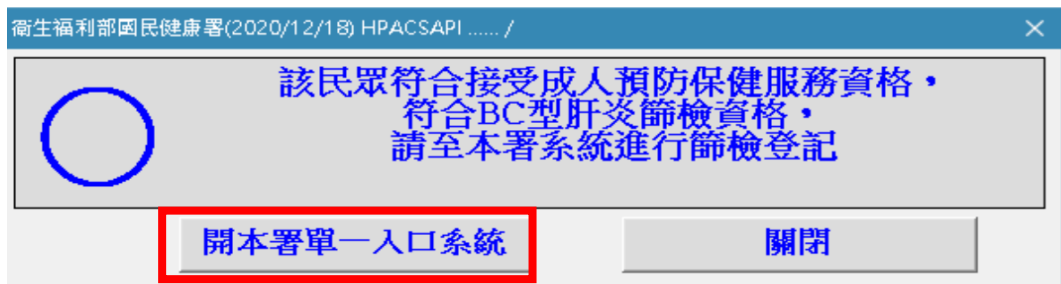 衛生福利部國民健康署(2020/12/18) HPACSAPI ...... /
該民眾符合接受成人預防保健服務資格，
符合BC型肝炎篩檢資格，
請至本署系統進行篩檢登記
開本署單一入口系統
關閉